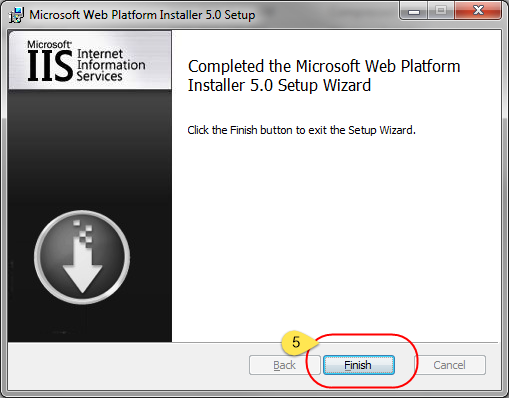 Microsoft Web Platform Installer 5.0 Setup
Microsoft®
IIS Internet
Information
Services
Completed the Microsoft Web Platform
Installer 5.0 Setup Wizard
Click the Finish button to exit the Setup Wizard.
5
Back Finish Cancel